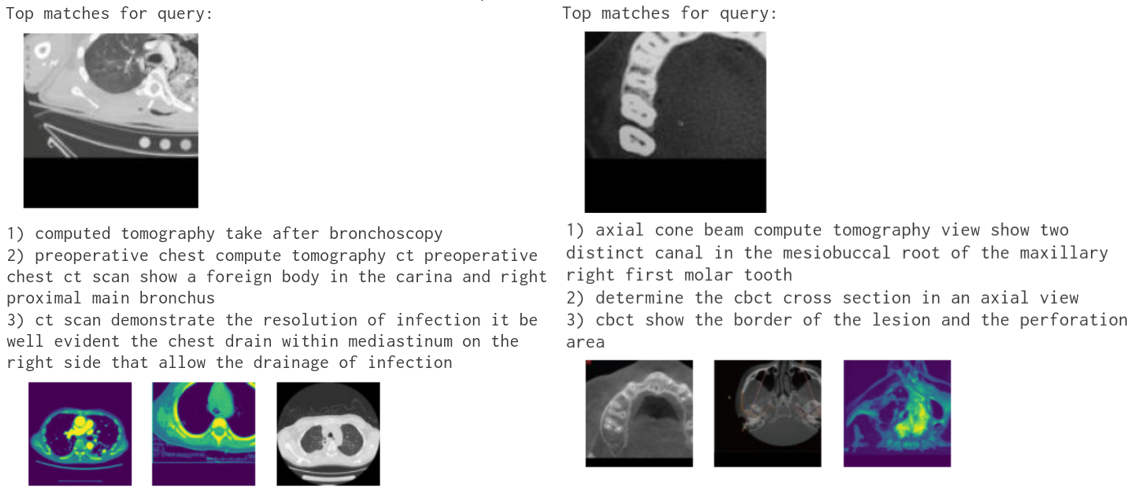 Top matches for query:
1) computed tomography take after bronchoscopy
2) preoperative chest compute tomography ct preoperative
chest ct scan show a foreign body in the carina and right
proximal main bronchus
3) ct scan demonstrate the resolution of infection it be
well evident the chest drain within mediastinum on the
right side that allow the drainage of infection
Top matches for query:
1) axial cone beam compute tomography view show two
distinct canal in the mesiobuccal root of the maxillary
right first molar tooth
2) determine the cbct cross section in an axial view
3) cbct show the border of the lesion and the perforation
area